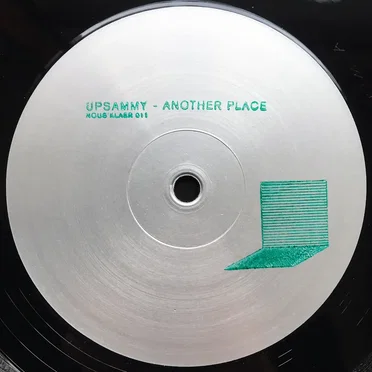 UPSAMMY - ANOTHER PLACE
NOUS'KLAER 011